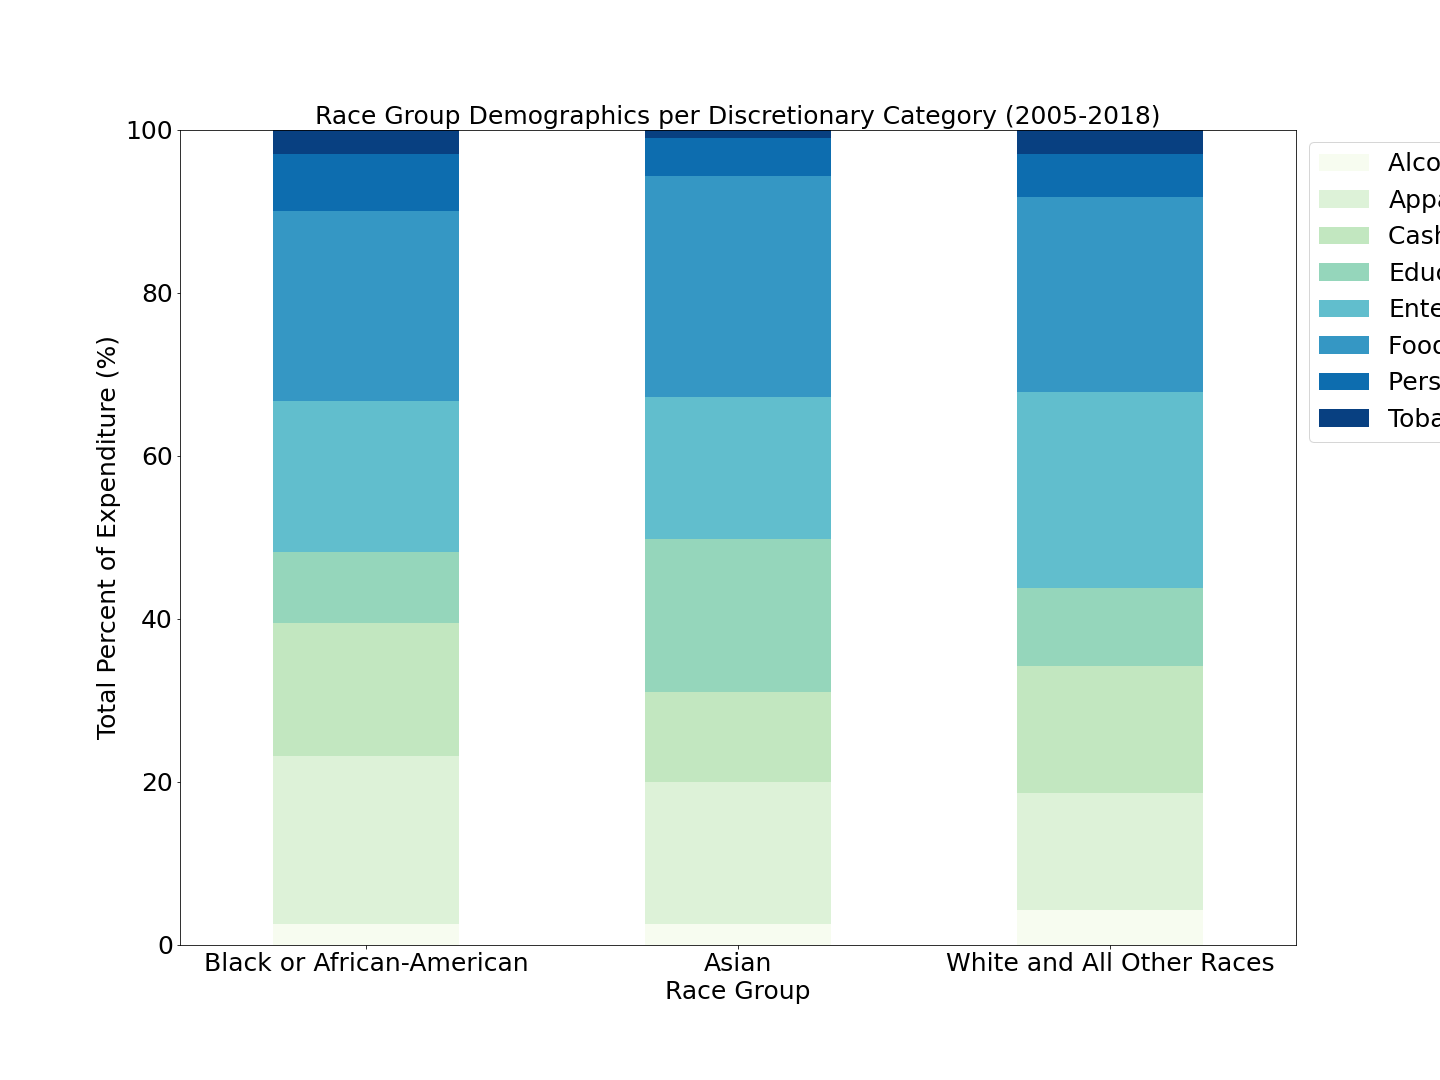 Race Group Demographics per Discretionary Category (2005-2018)
100
80
60
40
20
0
Total Percent of Expenditure (%)
Black or African-American
Asian
White and All Other Races
Race Group
Alco
Appa
Cash
Educ
Ente
Food
Pers
Toba